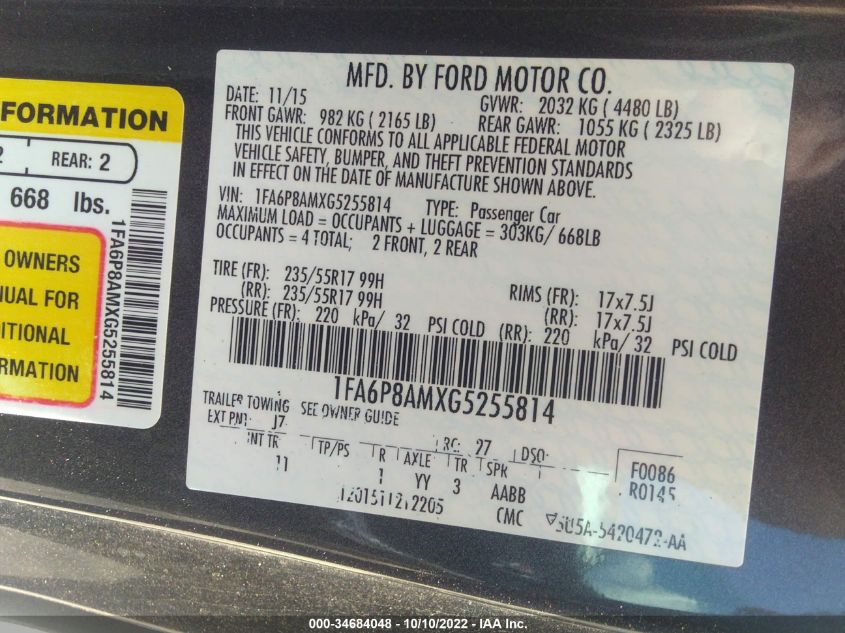 FORMATION
REAR: 2
668 lbs.
OWNERS
NUAL FOR
DITIONAL
ORMATION
1FA6P8AMXG5255814
MFD. BY FORD MOTOR CO.
DATE: 11/15 GVWR: 2032 KG ( 4480 LB)
FRONT GAWR: 982 KG ( 2165 LB) REAR GAWR: 1055 KG ( 2325 LB)
THIS VEHICLE CONFORMS TO ALL APPLICABLE FEDERAL MOTOR
VEHICLE SAFETY, BUMPER, AND THEFT PREVENTION STANDARDS
IN EFFECT ON THE DATE OF MANUFACTURE SHOWN ABOVE.
VIN: 1FA6P8AMXG5255814 TYPE: Passenger Car
MAXIMUM LOAD = OCCUPANTS + LUGGAGE = 303KG/ 668LB
OCCUPANTS = 4 TOTAL; 2 FRONT, 2 REAR
TIRE (FR): 235/55R17 99H RIMS (FR): 17x7.5J
(RR): 235/55R17 99H (RR): 17x7.5J
PRESSURE (FR): 220 kPa/ 32 PSI COLD (RR): 220 kPa/ 32 PSI COLD
1FA6P8AMXG5255814
TRAILER TOWING SEE OWNER GUIDE
EXT PNT: J7 RC: 27 DSO:
INT TR TP/PS R AXLE TR SPR F0086
11 1 YY 3 AABB R0145
CMC
000-34684048 - 10/10/2022 - IAA Inc.